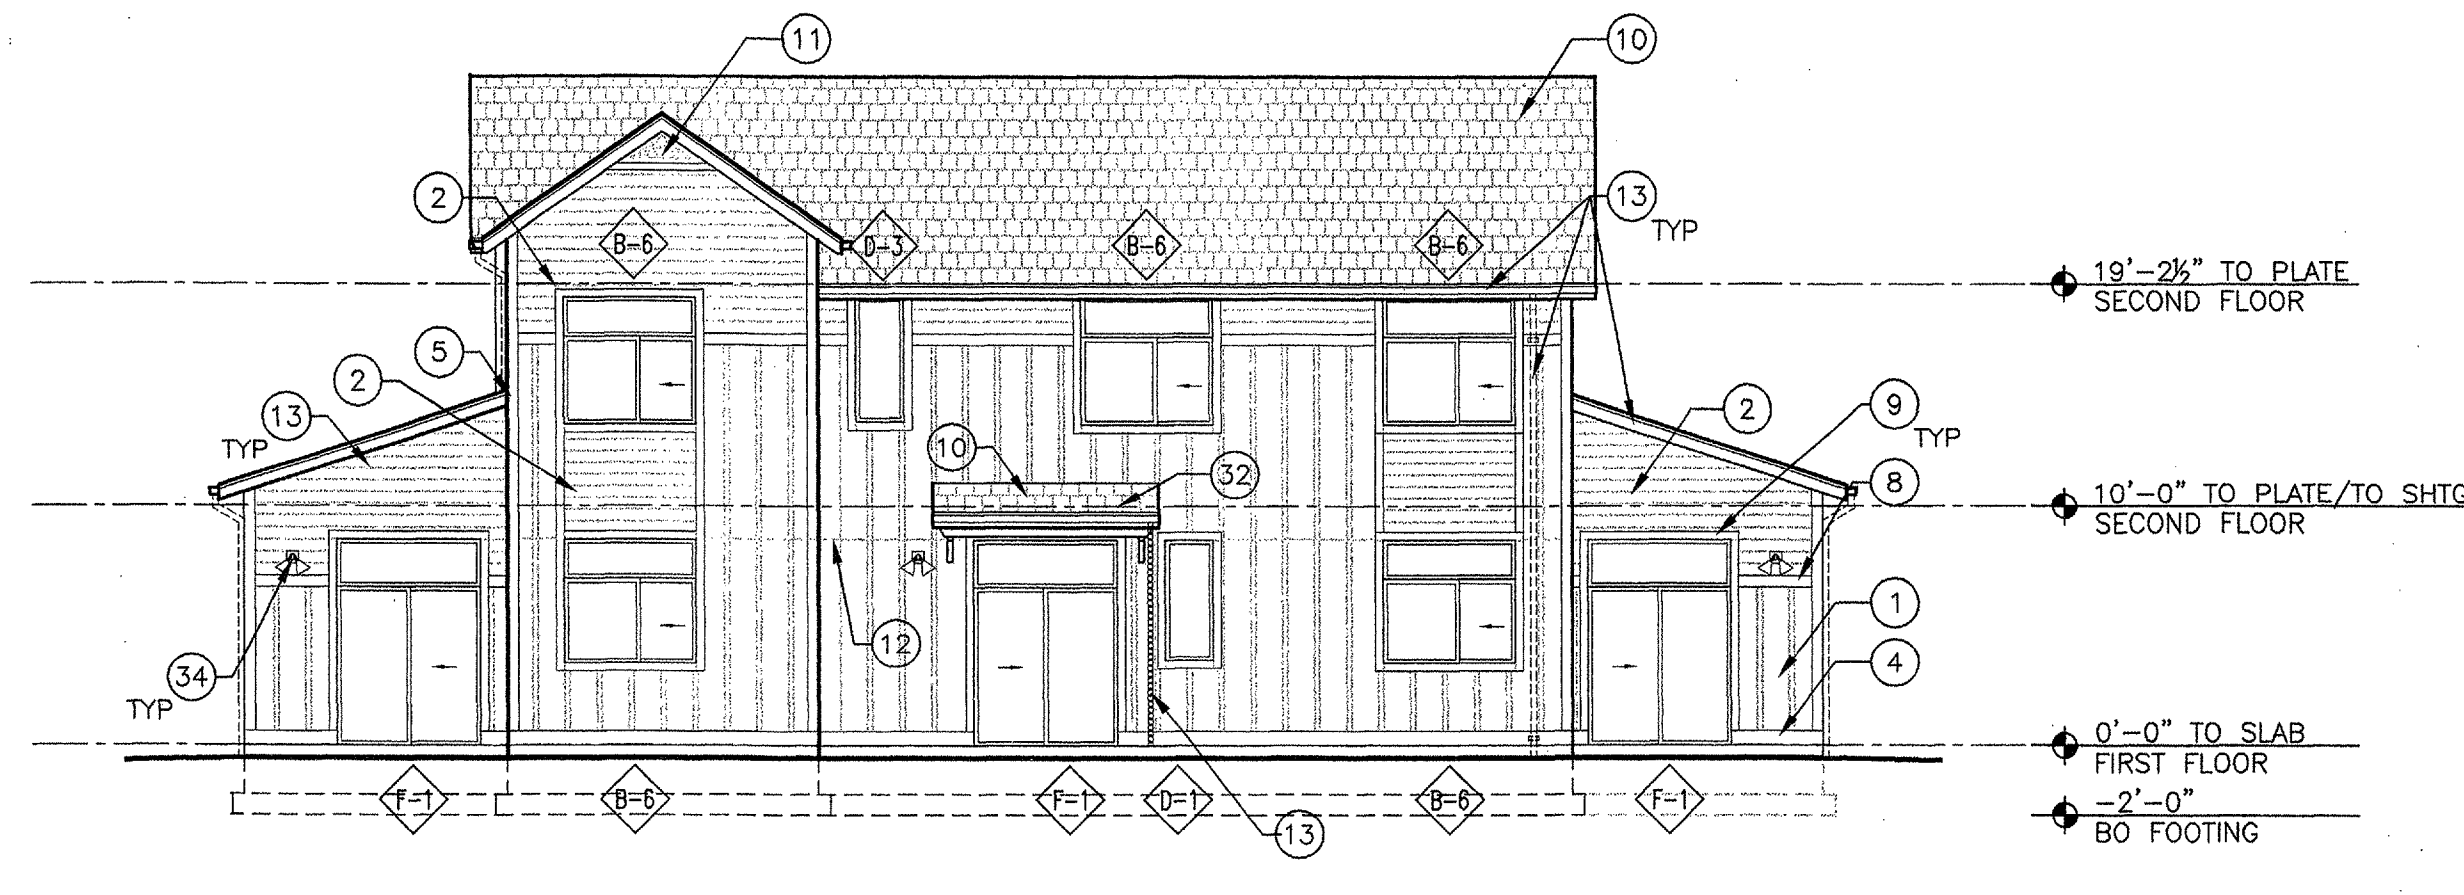 11
10
2
13
TYP
B-6
D-3
B-6
B-6
19'-2½" TO PLATE
SECOND FLOOR
5
2
13
TYP
2
9
TYP
10
32
8
10'-0" TO PLATE/TO SHTG
SECOND FLOOR
12
1
34
TYP
4
0'-0" TO SLAB
FIRST FLOOR
F-1
B-6
F-1
D-1
B-6
F-1
13
-2'-0"
BO FOOTING